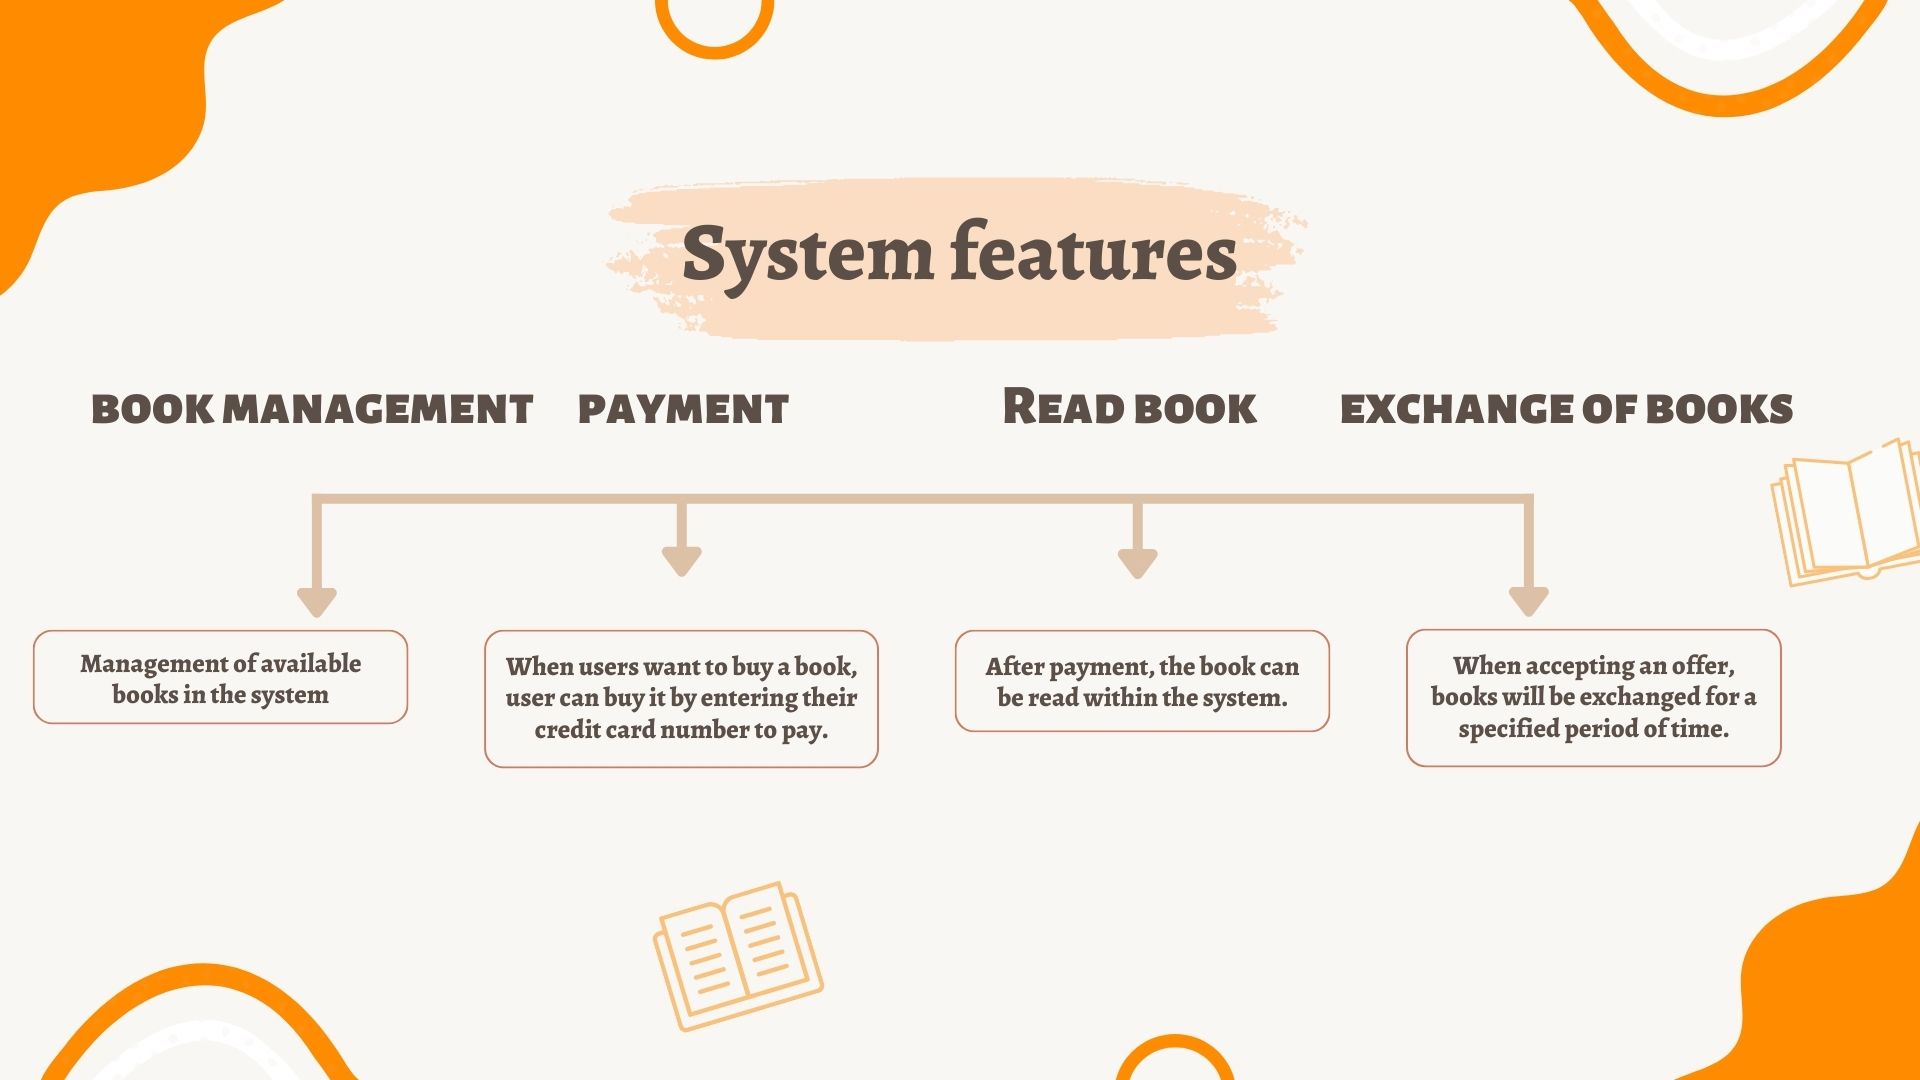 System features
BOOK MANAGEMENT
PAYMENT
READ BOOK
EXCHANGE OF BOOKS
Management of available
books in the system
When users want to buy a book,
user can buy it by entering their
credit card number to pay.
After payment, the book can
be read within the system.
When accepting an offer,
books will be exchanged for a
specified period of time.